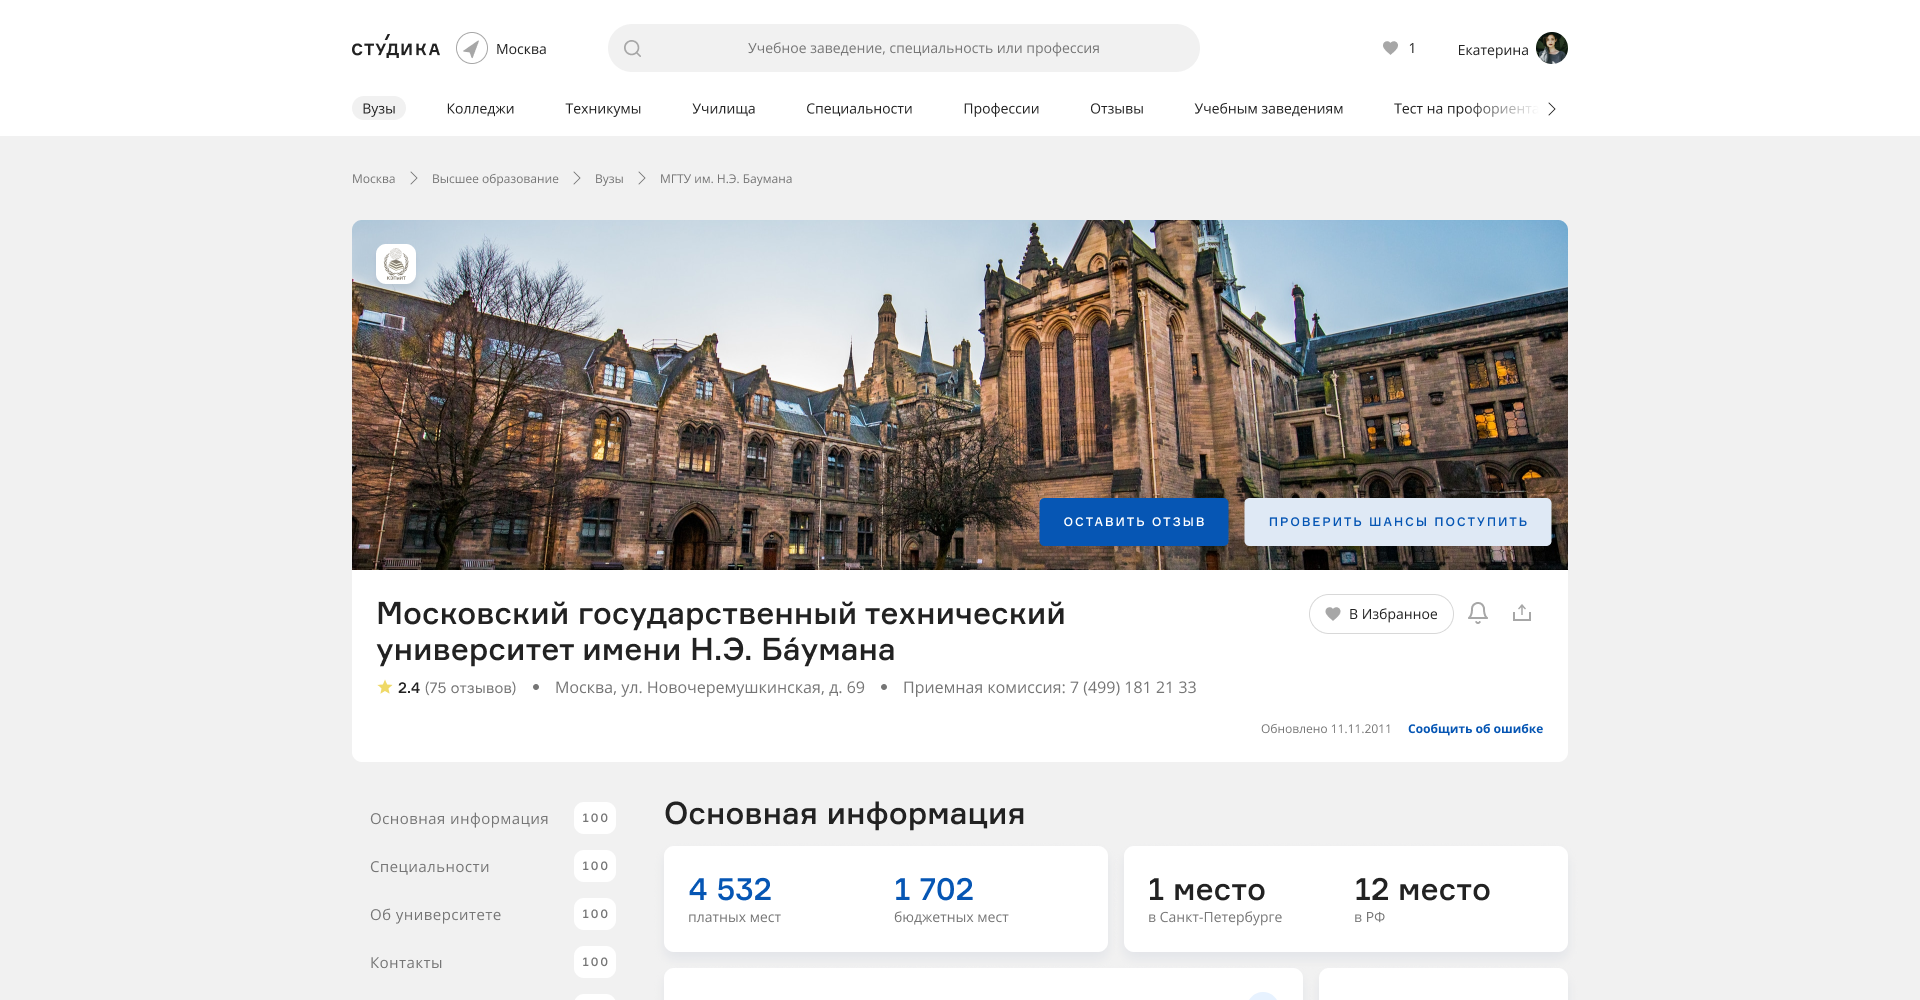 СТУ́ДИКА
Москва
Учебное заведение, специальность или профессия
1
Екатерина
Вузы
Колледжи
Техникумы
Училища
Специальности
Профессии
Отзывы
Учебным заведениям
Тест на профориента
Москва
Высшее образование
Вузы
МГТУ им. Н.Э. Баумана
ОСТАВИТЬ ОТЗЫВ
ПРОВЕРИТЬ ШАНСЫ ПОСТУПИТЬ
Московский государственный технический
университет имени Н.Э. Ба́умана
В Избранное
2.4 (75 отзывов) • Москва, ул. Новочеремушкинская, д. 69 • Приемная комиссия: 7 (499) 181 21 33
Обновлено 11.11.2011
Сообщить об ошибке
Основная информация 100
Специальности 100
Об университете 100
Контакты 100
Основная информация
4 532
платных мест
1 702
бюджетных мест
1 место
в Санкт-Петербурге
12 место
в РФ